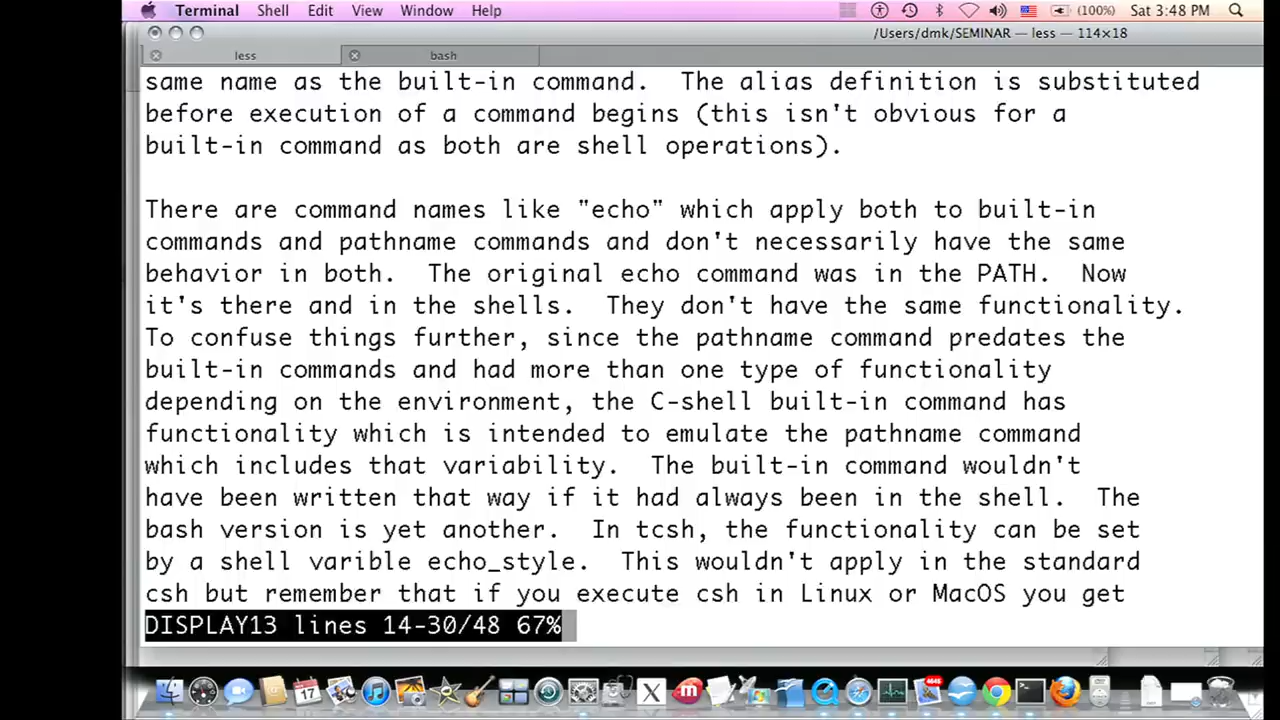 Terminal Shell Edit View Window Help (100%) Sat 3:48 PM
/Users/dmk/SEMINAR — less — 114×18
less bash
same name as the built-in command.  The alias definition is substituted
before execution of a command begins (this isn't obvious for a
built-in command as both are shell operations).

There are command names like "echo" which apply both to built-in
commands and pathname commands and don't necessarily have the same
behavior in both.  The original echo command was in the PATH.  Now
it's there and in the shells.  They don't have the same functionality.
To confuse things further, since the pathname command predates the
built-in commands and had more than one type of functionality
depending on the environment, the C-shell built-in command has
functionality which is intended to emulate the pathname command
which includes that variability.  The built-in command wouldn't
have been written that way if it had always been in the shell.  The
bash version is yet another.  In tcsh, the functionality can be set
by a shell varible echo_style.  This wouldn't apply in the standard
csh but remember that if you execute csh in Linux or MacOS you get
DISPLAY13 lines 14-30/48 67%
17